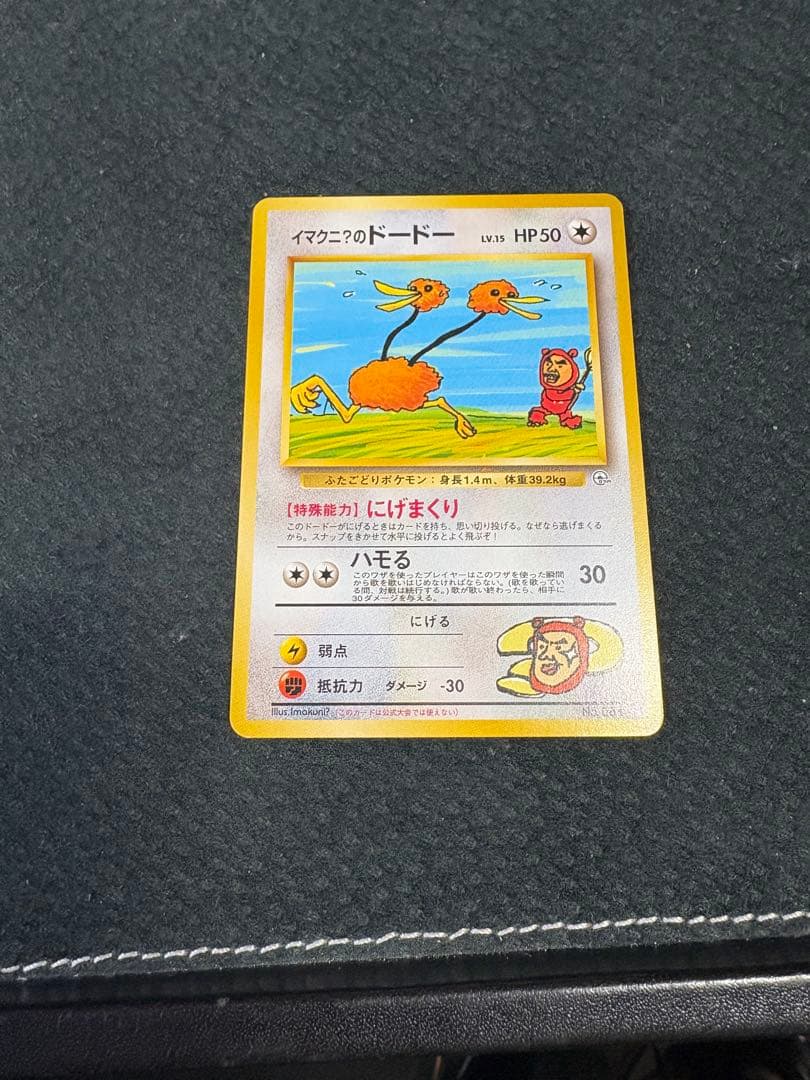 イマクニ?のドードー LV.15 HP50
ふたごどりポケモン:身長1.4m、体重39.2kg
【特殊能力】にげまくり
このドードーがにげるときはカードを持ち、思い切り投げる。なぜなら逃げまくる
から。スナップをきかせて水平に投げるとよく飛ぶぞ!
ハモる 30
このワザを使ったプレイヤーはこのワザを使った瞬間
から歌を歌いはじめなければならない。(歌を歌ってい
る間、対戦は続行する。)歌が歌い終わったら、相手に
30ダメージを与える。
にげる
弱点
抵抗力 ダメージ -30
Illus. Imakuni? (このカードは公式大会では使えない)